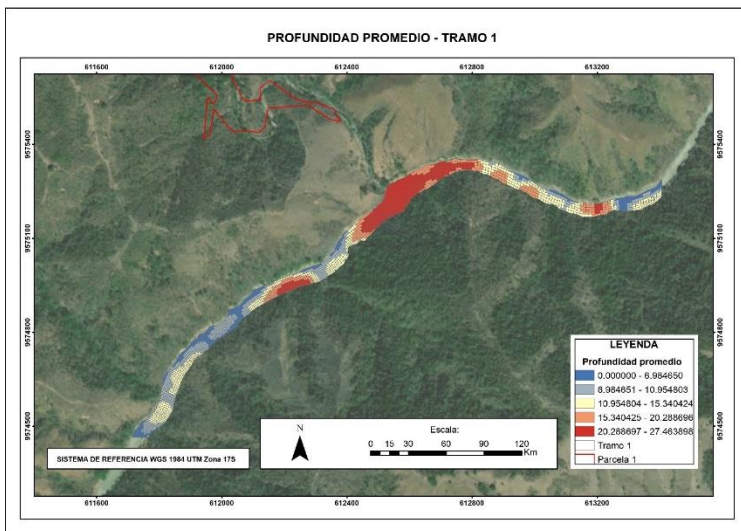 PROFUNDIDAD PROMEDIO - TRAMO 1
611600 612000 612400 612800 613200
9575400 9575400
9575100 9575100
9574800 9574800
9574500 9574500
LEYENDA
Profundidad promedio
0.000000 - 6.984650
8.984651 - 10.954803
10.954804 - 15.340424
15.340425 - 20.288696
20.288697 - 27.463898
Tramo 1
Parcela 1
N
Escala:
0 15 30 60 90 120
Km
SISTEMA DE REFERENCIA WGS 1984 UTM Zona 17S
611600 612000 612400 612800 613200